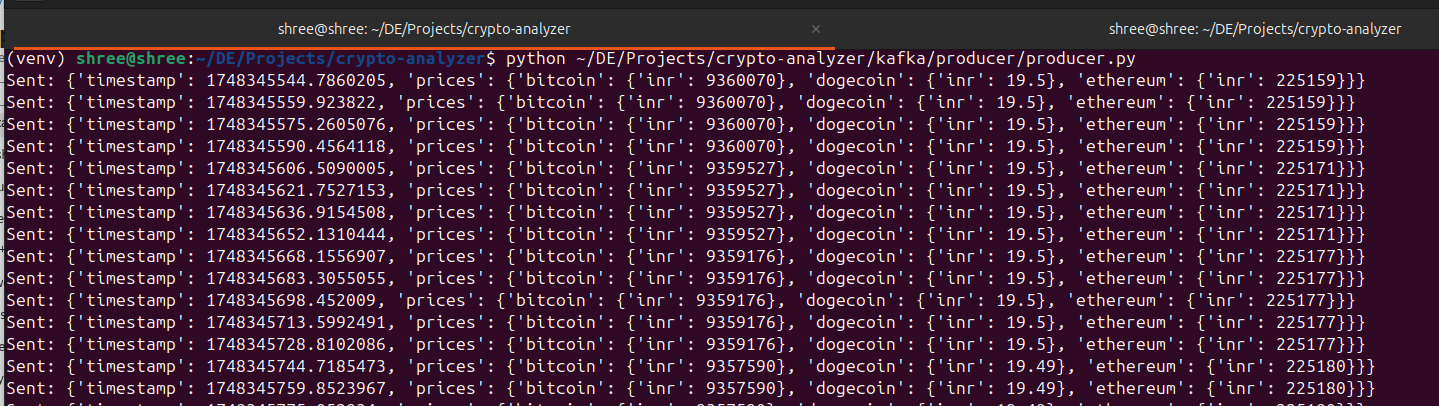 shree@shree: ~/DE/Projects/crypto-analyzer × shree@shree: ~/DE/Projects/crypto-analyzer
(venv) shree@shree:~/DE/Projects/crypto-analyzer$ python ~/DE/Projects/crypto-analyzer/kafka/producer/producer.py
Sent: {'timestamp': 1748345544.7860205, 'prices': {'bitcoin': {'inr': 9360070}, 'dogecoin': {'inr': 19.5}, 'ethereum': {'inr': 225159}}}
Sent: {'timestamp': 1748345559.923822, 'prices': {'bitcoin': {'inr': 9360070}, 'dogecoin': {'inr': 19.5}, 'ethereum': {'inr': 225159}}}
Sent: {'timestamp': 1748345575.2605076, 'prices': {'bitcoin': {'inr': 9360070}, 'dogecoin': {'inr': 19.5}, 'ethereum': {'inr': 225159}}}
Sent: {'timestamp': 1748345590.4564118, 'prices': {'bitcoin': {'inr': 9360070}, 'dogecoin': {'inr': 19.5}, 'ethereum': {'inr': 225159}}}
Sent: {'timestamp': 1748345606.5090005, 'prices': {'bitcoin': {'inr': 9359527}, 'dogecoin': {'inr': 19.5}, 'ethereum': {'inr': 225171}}}
Sent: {'timestamp': 1748345621.7527153, 'prices': {'bitcoin': {'inr': 9359527}, 'dogecoin': {'inr': 19.5}, 'ethereum': {'inr': 225171}}}
Sent: {'timestamp': 1748345636.9154508, 'prices': {'bitcoin': {'inr': 9359527}, 'dogecoin': {'inr': 19.5}, 'ethereum': {'inr': 225171}}}
Sent: {'timestamp': 1748345652.1310444, 'prices': {'bitcoin': {'inr': 9359527}, 'dogecoin': {'inr': 19.5}, 'ethereum': {'inr': 225171}}}
Sent: {'timestamp': 1748345668.1556907, 'prices': {'bitcoin': {'inr': 9359176}, 'dogecoin': {'inr': 19.5}, 'ethereum': {'inr': 225177}}}
Sent: {'timestamp': 1748345683.3055055, 'prices': {'bitcoin': {'inr': 9359176}, 'dogecoin': {'inr': 19.5}, 'ethereum': {'inr': 225177}}}
Sent: {'timestamp': 1748345698.452009, 'prices': {'bitcoin': {'inr': 9359176}, 'dogecoin': {'inr': 19.5}, 'ethereum': {'inr': 225177}}}
Sent: {'timestamp': 1748345713.5992491, 'prices': {'bitcoin': {'inr': 9359176}, 'dogecoin': {'inr': 19.5}, 'ethereum': {'inr': 225177}}}
Sent: {'timestamp': 1748345728.8102086, 'prices': {'bitcoin': {'inr': 9359176}, 'dogecoin': {'inr': 19.5}, 'ethereum': {'inr': 225177}}}
Sent: {'timestamp': 1748345744.7185473, 'prices': {'bitcoin': {'inr': 9357590}, 'dogecoin': {'inr': 19.49}, 'ethereum': {'inr': 225180}}}
Sent: {'timestamp': 1748345759.8523967, 'prices': {'bitcoin': {'inr': 9357590}, 'dogecoin': {'inr': 19.49}, 'ethereum': {'inr': 225180}}}